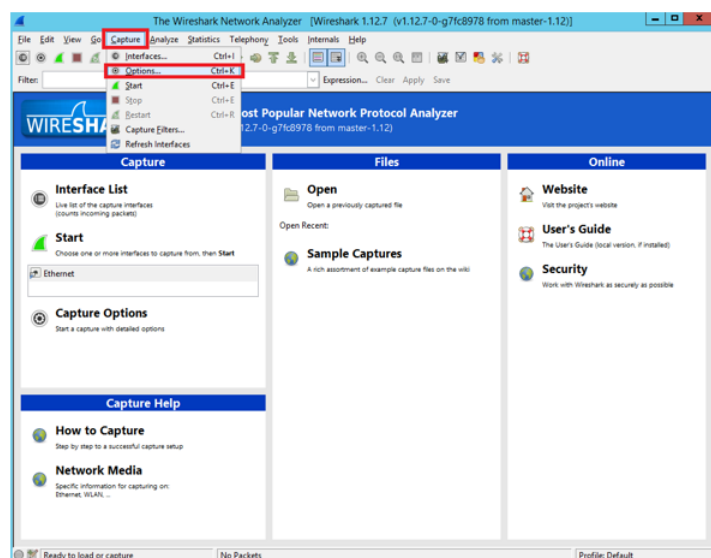 The Wireshark Network Analyzer [Wireshark 1.12.7 (v1.12.7-0-g7fc8978 from master-1.12)]
File Edit View Go Capture Analyze Statistics Telephony Tools Internals Help
Interfaces... Ctrl+I
Options... Ctrl+K
Filter: Expression... Clear Apply Save
Start Ctrl+E
Stop Ctrl+E
Restart Ctrl+R
Capture Filters...
Refresh Interfaces
WIRESHA
ost Popular Network Protocol Analyzer
12.7-0-g7fc8978 from master-1.12)
Capture
Interface List
Live list of the capture interfaces
(counts incoming packets)
Start
Choose one or more interfaces to capture from, then Start
Ethernet
Capture Options
Start a capture with detailed options
Capture Help
How to Capture
Step by step to a successful capture setup
Network Media
Specific information for capturing on:
Ethernet, WLAN, ...
Files
Open
Open a previously captured file
Open Recent:
Sample Captures
A rich assortment of example capture files on the wiki
Online
Website
Visit the project's website
User's Guide
The User's Guide (local version, if installed)
Security
Work with Wireshark as securely as possible
Ready to load or capture
No Packets
Profile: Default